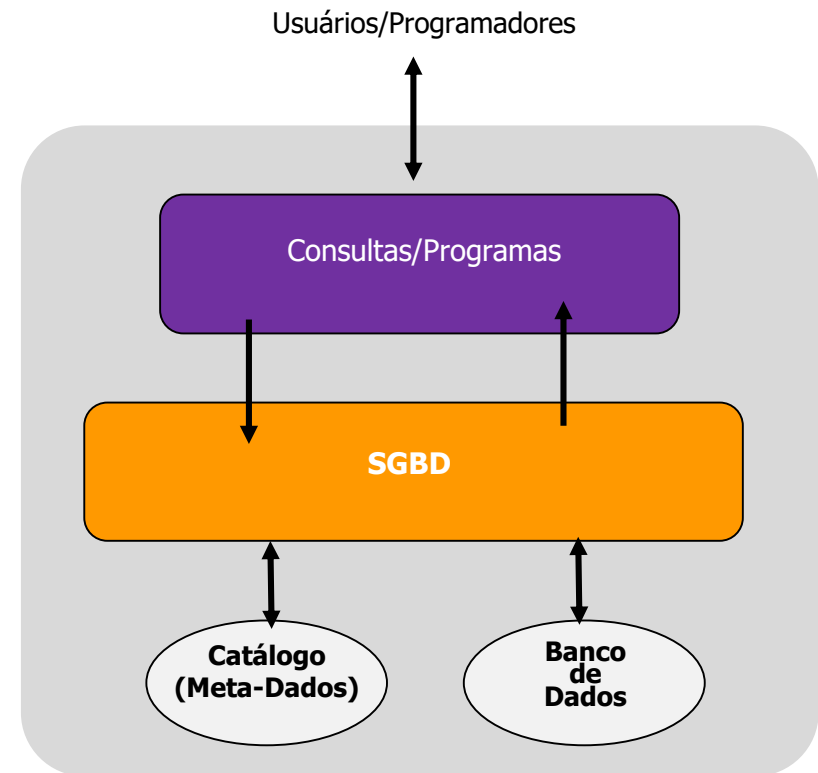 Usuários/Programadores
Consultas/Programas
SGBD
Catálogo
(Meta-Dados)
Banco
de
Dados